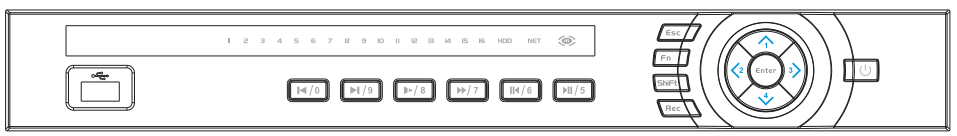 1 2 3 4 5 6 7 8 9 10 11 12 13 14 15 16 HDD NET
Esc
Fn
Shift
Rec
1
2 Enter 3
4
/0 /9 /8 /7 /6 /5